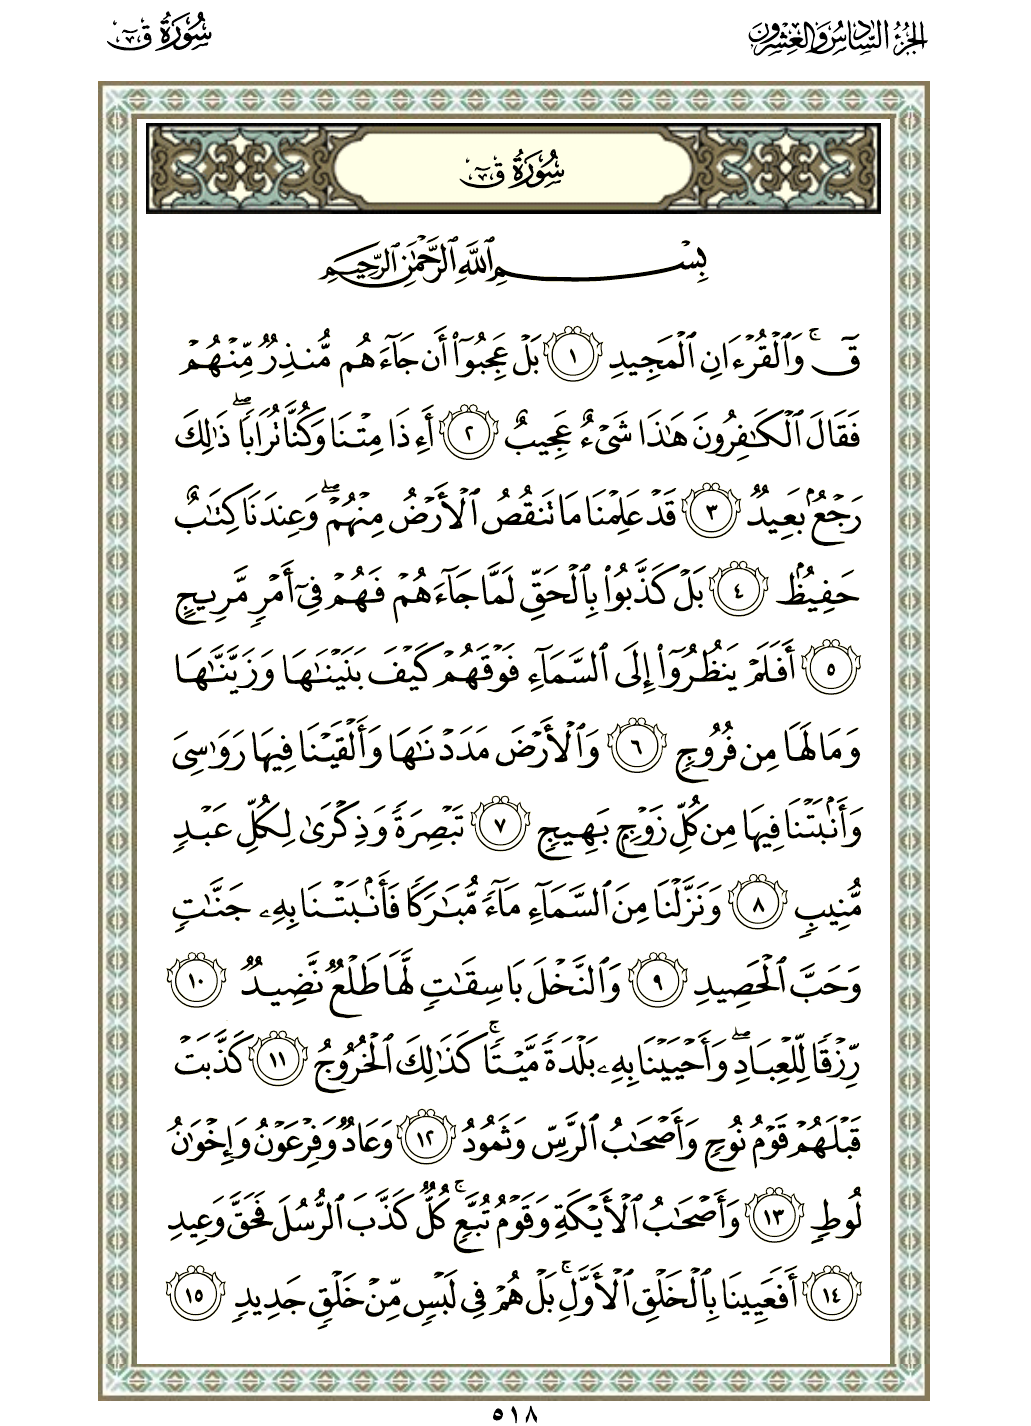 الجزء السادس والعشرون
سورة ق
سُورَةُ قٓ
بِسۡمِ ٱللَّهِ ٱلرَّحۡمَٰنِ ٱلرَّحِيمِ
قٓۚ وَٱلۡقُرۡءَانِ ٱلۡمَجِيدِ ١ بَلۡ عَجِبُوٓاْ أَن جَآءَهُم مُّنذِرٞ مِّنۡهُمۡ
فَقَالَ ٱلۡكَٰفِرُونَ هَٰذَا شَيۡءٌ عَجِيبٌ ٢ أَءِذَا مِتۡنَا وَكُنَّا تُرَابٗاۖ ذَٰلِكَ
رَجۡعُۢ بَعِيدٞ ٣ قَدۡ عَلِمۡنَا مَا تَنقُصُ ٱلۡأَرۡضُ مِنۡهُمۡۖ وَعِندَنَا كِتَٰبٌ
حَفِيظُۢ ٤ بَلۡ كَذَّبُواْ بِٱلۡحَقِّ لَمَّا جَآءَهُمۡ فَهُمۡ فِيٓ أَمۡرٖ مَّرِيجٍ
٥ أَفَلَمۡ يَنظُرُوٓاْ إِلَى ٱلسَّمَآءِ فَوۡقَهُمۡ كَيۡفَ بَنَيۡنَٰهَا وَزَيَّنَّٰهَا
وَمَا لَهَا مِن فُرُوجٖ ٦ وَٱلۡأَرۡضَ مَدَدۡنَٰهَا وَأَلۡقَيۡنَا فِيهَا رَوَٰسِيَ
وَأَنۢبَتۡنَا فِيهَا مِن كُلِّ زَوۡجِۭ بَهِيجٖ ٧ تَبۡصِرَةٗ وَذِكۡرَىٰ لِكُلِّ عَبۡدٖ
مُّنِيبٖ ٨ وَنَزَّلۡنَا مِنَ ٱلسَّمَآءِ مَآءٗ مُّبَٰرَكٗا فَأَنۢبَتۡنَا بِهِۦ جَنَّٰتٖ
وَحَبَّ ٱلۡحَصِيدِ ٩ وَٱلنَّخۡلَ بَاسِقَٰتٖ لَّهَا طَلۡعٞ نَّضِيدٞ ١٠
رِّزۡقٗا لِّلۡعِبَادِۖ وَأَحۡيَيۡنَا بِهِۦ بَلۡدَةٗ مَّيۡتٗاۚ كَذَٰلِكَ ٱلۡخُرُوجُ ١١ كَذَّبَتۡ
قَبۡلَهُمۡ قَوۡمُ نُوحٖ وَأَصۡحَٰبُ ٱلرَّسِّ وَثَمُودُ ١٢ وَعَادٞ وَفِرۡعَوۡنُ وَإِخۡوَٰنُ
لُوطٖ ١٣ وَأَصۡحَٰبُ ٱلۡأَيۡكَةِ وَقَوۡمُ تُبَّعٖۚ كُلّٞ كَذَّبَ ٱلرُّسُلَ فَحَقَّ وَعِيدِ
١٤ أَفَعَيِينَا بِٱلۡخَلۡقِ ٱلۡأَوَّلِۚ بَلۡ هُمۡ فِي لَبۡسٖ مِّنۡ خَلۡقٖ جَدِيدٖ ١٥
٥١٨